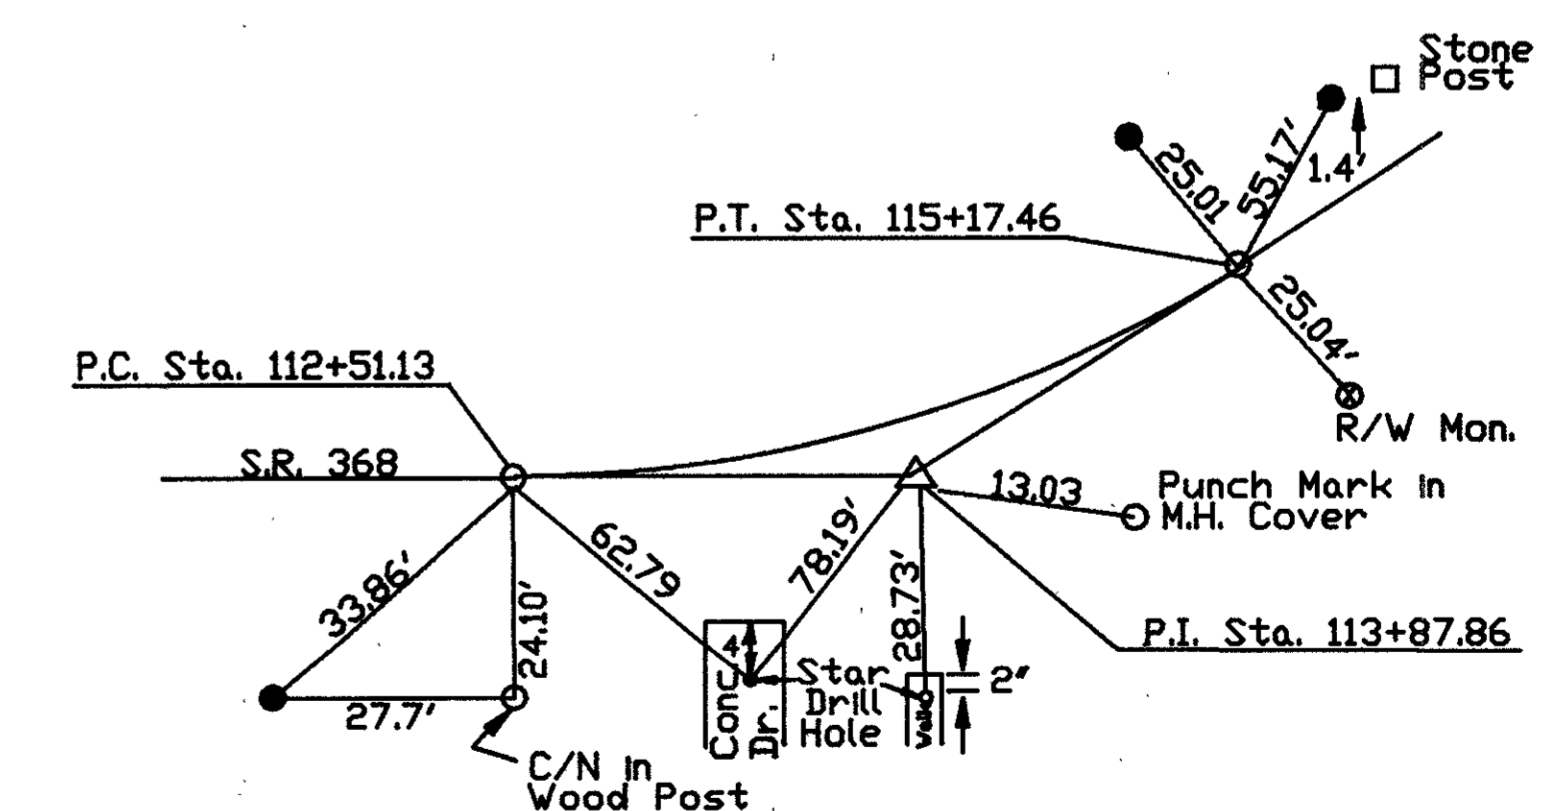 Stone
Post
25.01
55.17'
1.4'
P.T. Sta. 115+17.46
25.04'
P.C. Sta. 112+51.13
R/W Mon.
S.R. 368
13.03
Punch Mark in
M.H. Cover
62.79
78.19'
33.86'
24.10'
28.73'
P.I. Sta. 113+87.86
4'
Conc.
Dr.
Star
Drill
Hole
Walk
2"
27.7'
C/N in
Wood Post